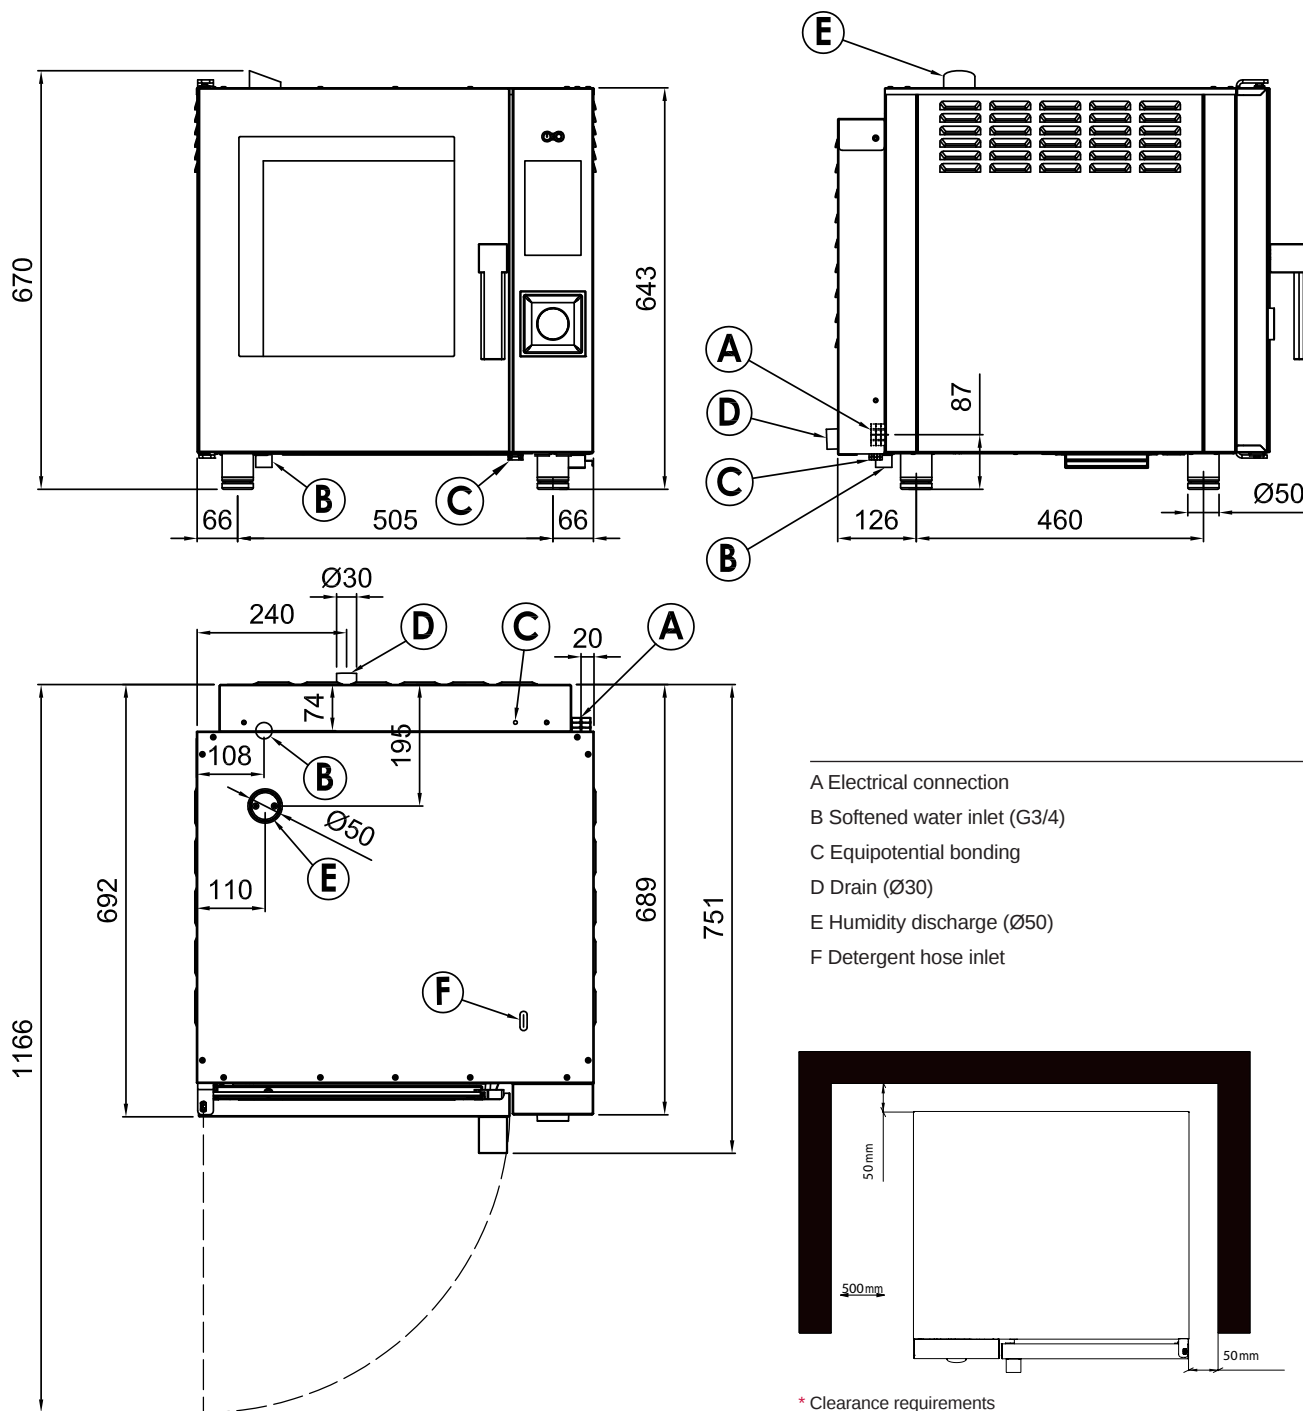 E
670
643
A
D
87
C
B
C
66
505
66
126
460
Ø50
B
Ø30
240
D
C
A
20
74
195
108
B
Ø50
E
110
692
689
751
F
1166
A Electrical connection
B Softened water inlet (G3/4)
C Equipotential bonding
D Drain (Ø30)
E Humidity discharge (Ø50)
F Detergent hose inlet
50mm
500mm
50mm
* Clearance requirements